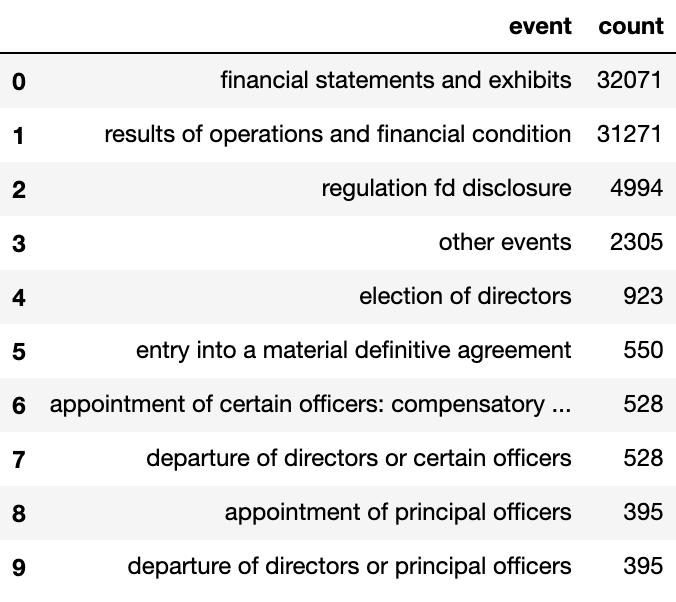 event count
0 financial statements and exhibits 32071
1 results of operations and financial condition 31271
2 regulation fd disclosure 4994
3 other events 2305
4 election of directors 923
5 entry into a material definitive agreement 550
6 appointment of certain officers: compensatory ... 528
7 departure of directors or certain officers 528
8 appointment of principal officers 395
9 departure of directors or principal officers 395